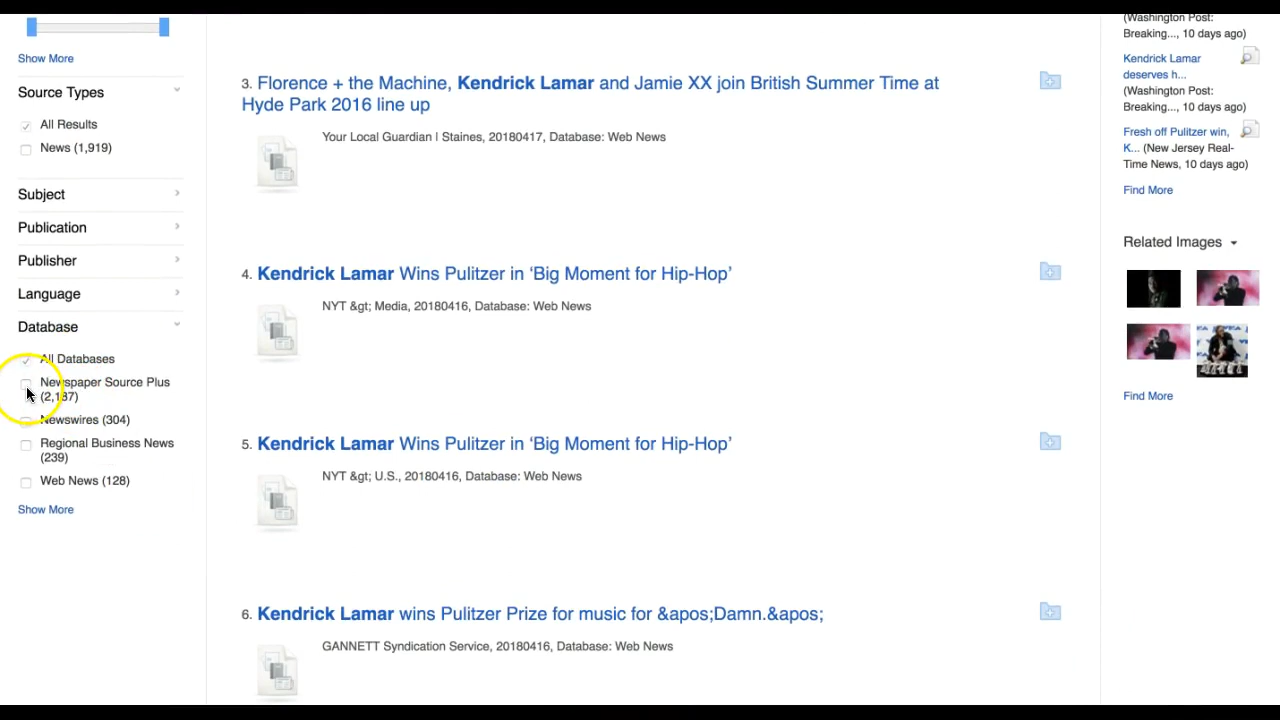 Show More
Source Types
All Results
News (1,919)
Subject
Publication
Publisher
Language
Database
All Databases
Newspaper Source Plus
(2,187)
Newswires (304)
Regional Business News
(239)
Web News (128)
Show More
3. Florence + the Machine, Kendrick Lamar and Jamie XX join British Summer Time at
Hyde Park 2016 line up
Your Local Guardian | Staines, 20180417, Database: Web News
4. Kendrick Lamar Wins Pulitzer in ‘Big Moment for Hip-Hop’
NYT &gt; Media, 20180416, Database: Web News
5. Kendrick Lamar Wins Pulitzer in ‘Big Moment for Hip-Hop’
NYT &gt; U.S., 20180416, Database: Web News
6. Kendrick Lamar wins Pulitzer Prize for music for &apos;Damn.&apos;
GANNETT Syndication Service, 20180416, Database: Web News
(Washington Post:
Breaking..., 10 days ago)
Kendrick Lamar
deserves h...
(Washington Post:
Breaking..., 10 days ago)
Fresh off Pulitzer win,
K... (New Jersey Real-
Time News, 10 days ago)
Find More
Related Images
Find More